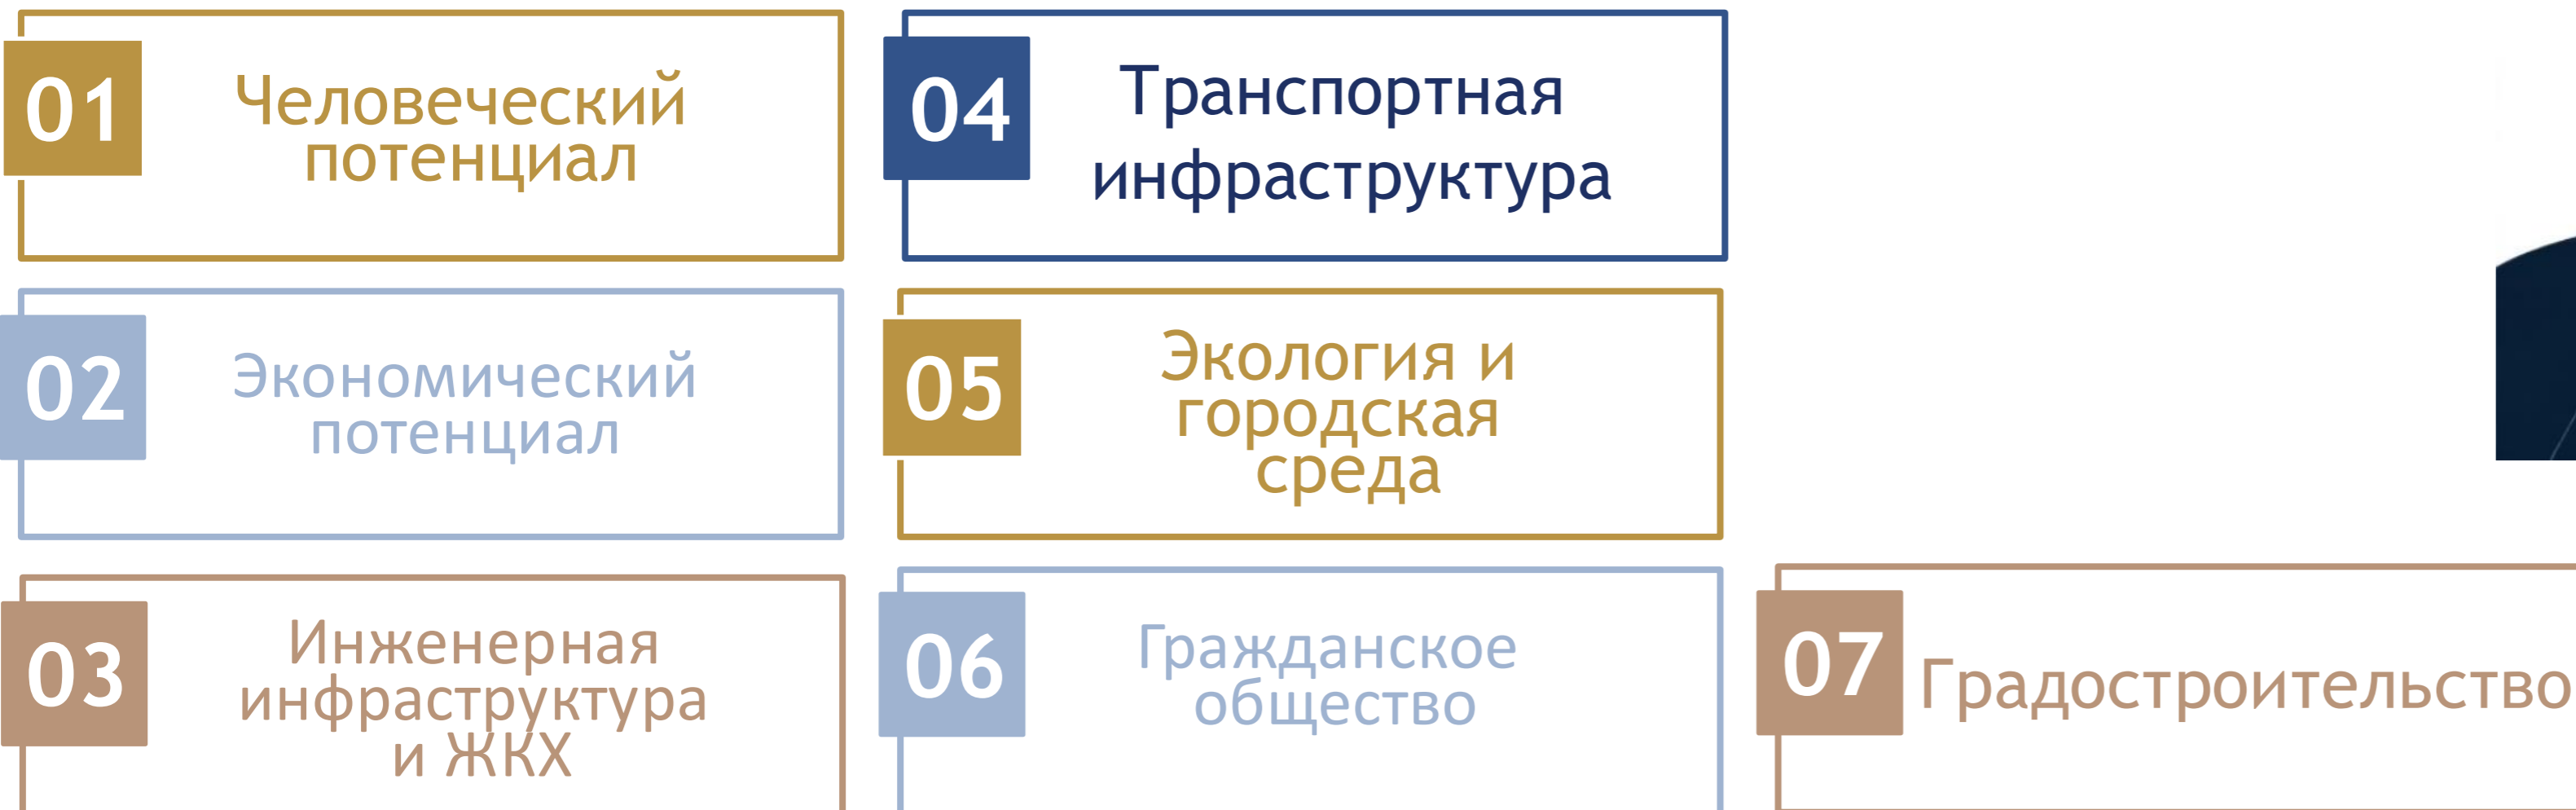 01
Человеческий
потенциал
02
Экономический
потенциал
03
Инженерная
инфраструктура
и ЖКХ
04
Транспортная
инфраструктура
05
Экология и
городская
среда
06
Гражданское
общество
07
Градостроительство